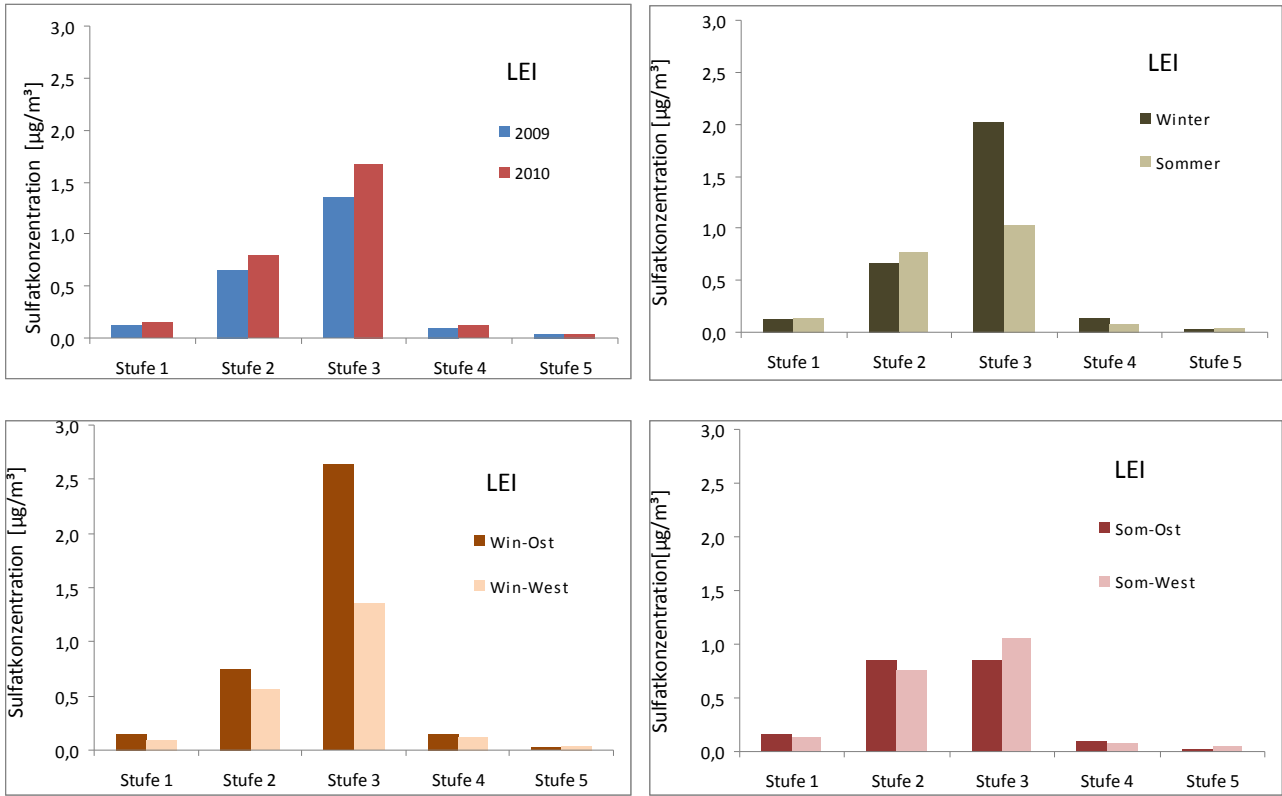 Sulfatkonzentration [µg/m³]
3,0
2,5
2,0
1,5
1,0
0,5
0,0
LEI
2009
2010
Stufe 1 Stufe 2 Stufe 3 Stufe 4 Stufe 5
Sulfatkonzentration [µg/m³]
3,0
2,5
2,0
1,5
1,0
0,5
0,0
LEI
Winter
Sommer
Stufe 1 Stufe 2 Stufe 3 Stufe 4 Stufe 5
Sulfatkonzentration [µg/m³]
3,0
2,5
2,0
1,5
1,0
0,5
0,0
LEI
Win-Ost
Win-West
Stufe 1 Stufe 2 Stufe 3 Stufe 4 Stufe 5
Sulfatkonzentration[µg/m³]
3,0
2,5
2,0
1,5
1,0
0,5
0,0
LEI
Som-Ost
Som-West
Stufe 1 Stufe 2 Stufe 3 Stufe 4 Stufe 5